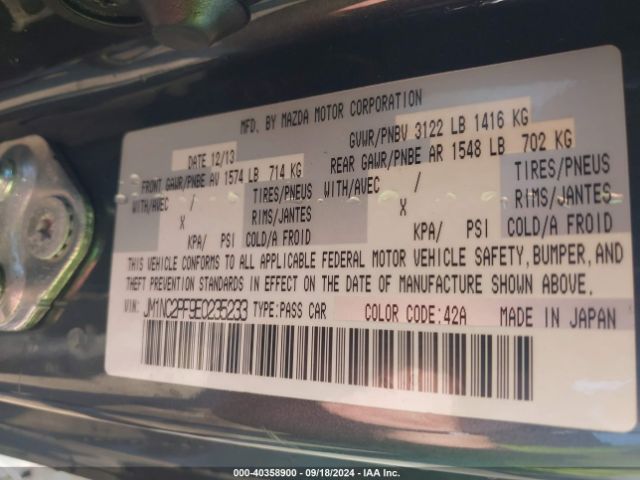 MFD. BY MAZDA MOTOR CORPORATION
DATE 12/13 GVWR/PNBV 3122 LB 1416 KG
FRONT GAWR/PNBE AV 1574 LB 714 KG REAR GAWR/PNBE AR 1548 LB 702 KG
WITH/AVEC / TIRES/PNEUS WITH/AVEC / TIRES/PNEUS
X RIMS/JANTES X RIMS/JANTES
KPA/ PSI COLD/A FROID KPA/ PSI COLD/A FROID
THIS VEHICLE CONFORMS TO ALL APPLICABLE FEDERAL MOTOR VEHICLE SAFETY, BUMPER, AND
THEFT PREVENTION STANDARDS IN EFFECT ON THE DATE OF MANUFACTURE SHOWN ABOVE.
VIN: JM1NC2PF9E0235233 TYPE:PASS CAR COLOR CODE:42A MADE IN JAPAN
000-40358900 - 09/18/2024 - IAA Inc.